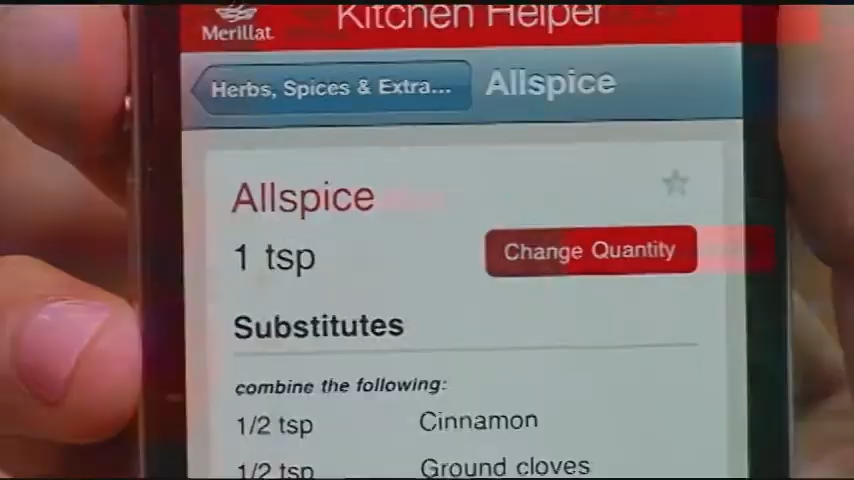 Merillat
Kitchen Helper
Herbs, Spices & Extra...
Allspice
Allspice
1 tsp
Change Quantity
Substitutes
combine the following:
1/2 tsp Cinnamon
1/2 tsp Ground cloves